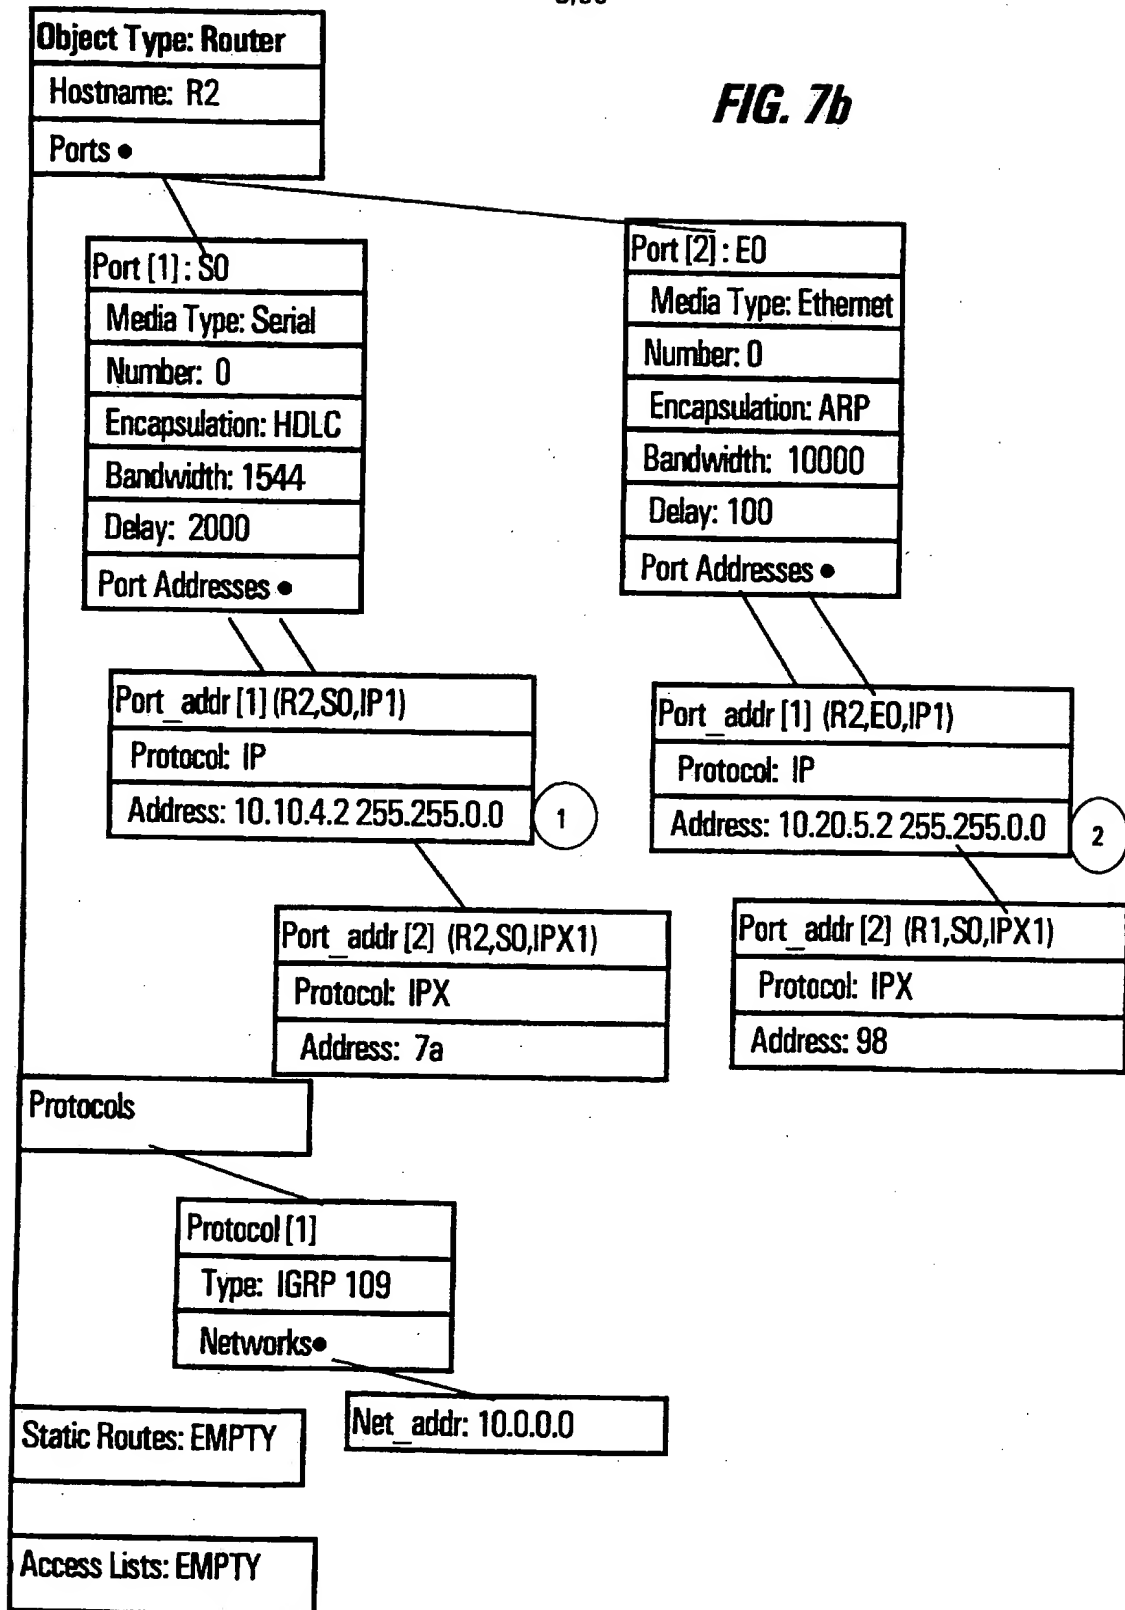 Object Type: Router
Hostname: R2
Ports •
FIG. 7b
Port [1] : S0
Media Type: Serial
Number: 0
Encapsulation: HDLC
Bandwidth: 1544
Delay: 2000
Port Addresses •
Port [2] : E0
Media Type: Ethernet
Number: 0
Encapsulation: ARP
Bandwidth: 10000
Delay: 100
Port Addresses •
Port_addr [1] (R2,S0,IP1)
Protocol: IP
Address: 10.10.4.2 255.255.0.0
1
Port_addr [1] (R2,E0,IP1)
Protocol: IP
Address: 10.20.5.2 255.255.0.0
2
Port_addr [2] (R2,S0,IPX1)
Protocol: IPX
Address: 7a
Port_addr [2] (R1,S0,IPX1)
Protocol: IPX
Address: 98
Protocols
Protocol [1]
Type: IGRP 109
Networks•
Net_addr: 10.0.0.0
Static Routes: EMPTY
Access Lists: EMPTY